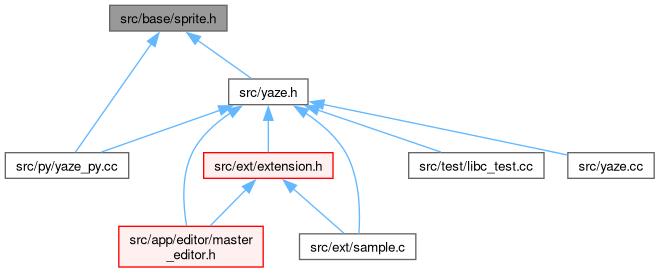 src/base/sprite.h
src/yaze.h
src/py/yaze_py.cc
src/ext/extension.h
src/test/libc_test.cc
src/yaze.cc
src/app/editor/master
_editor.h
src/ext/sample.c